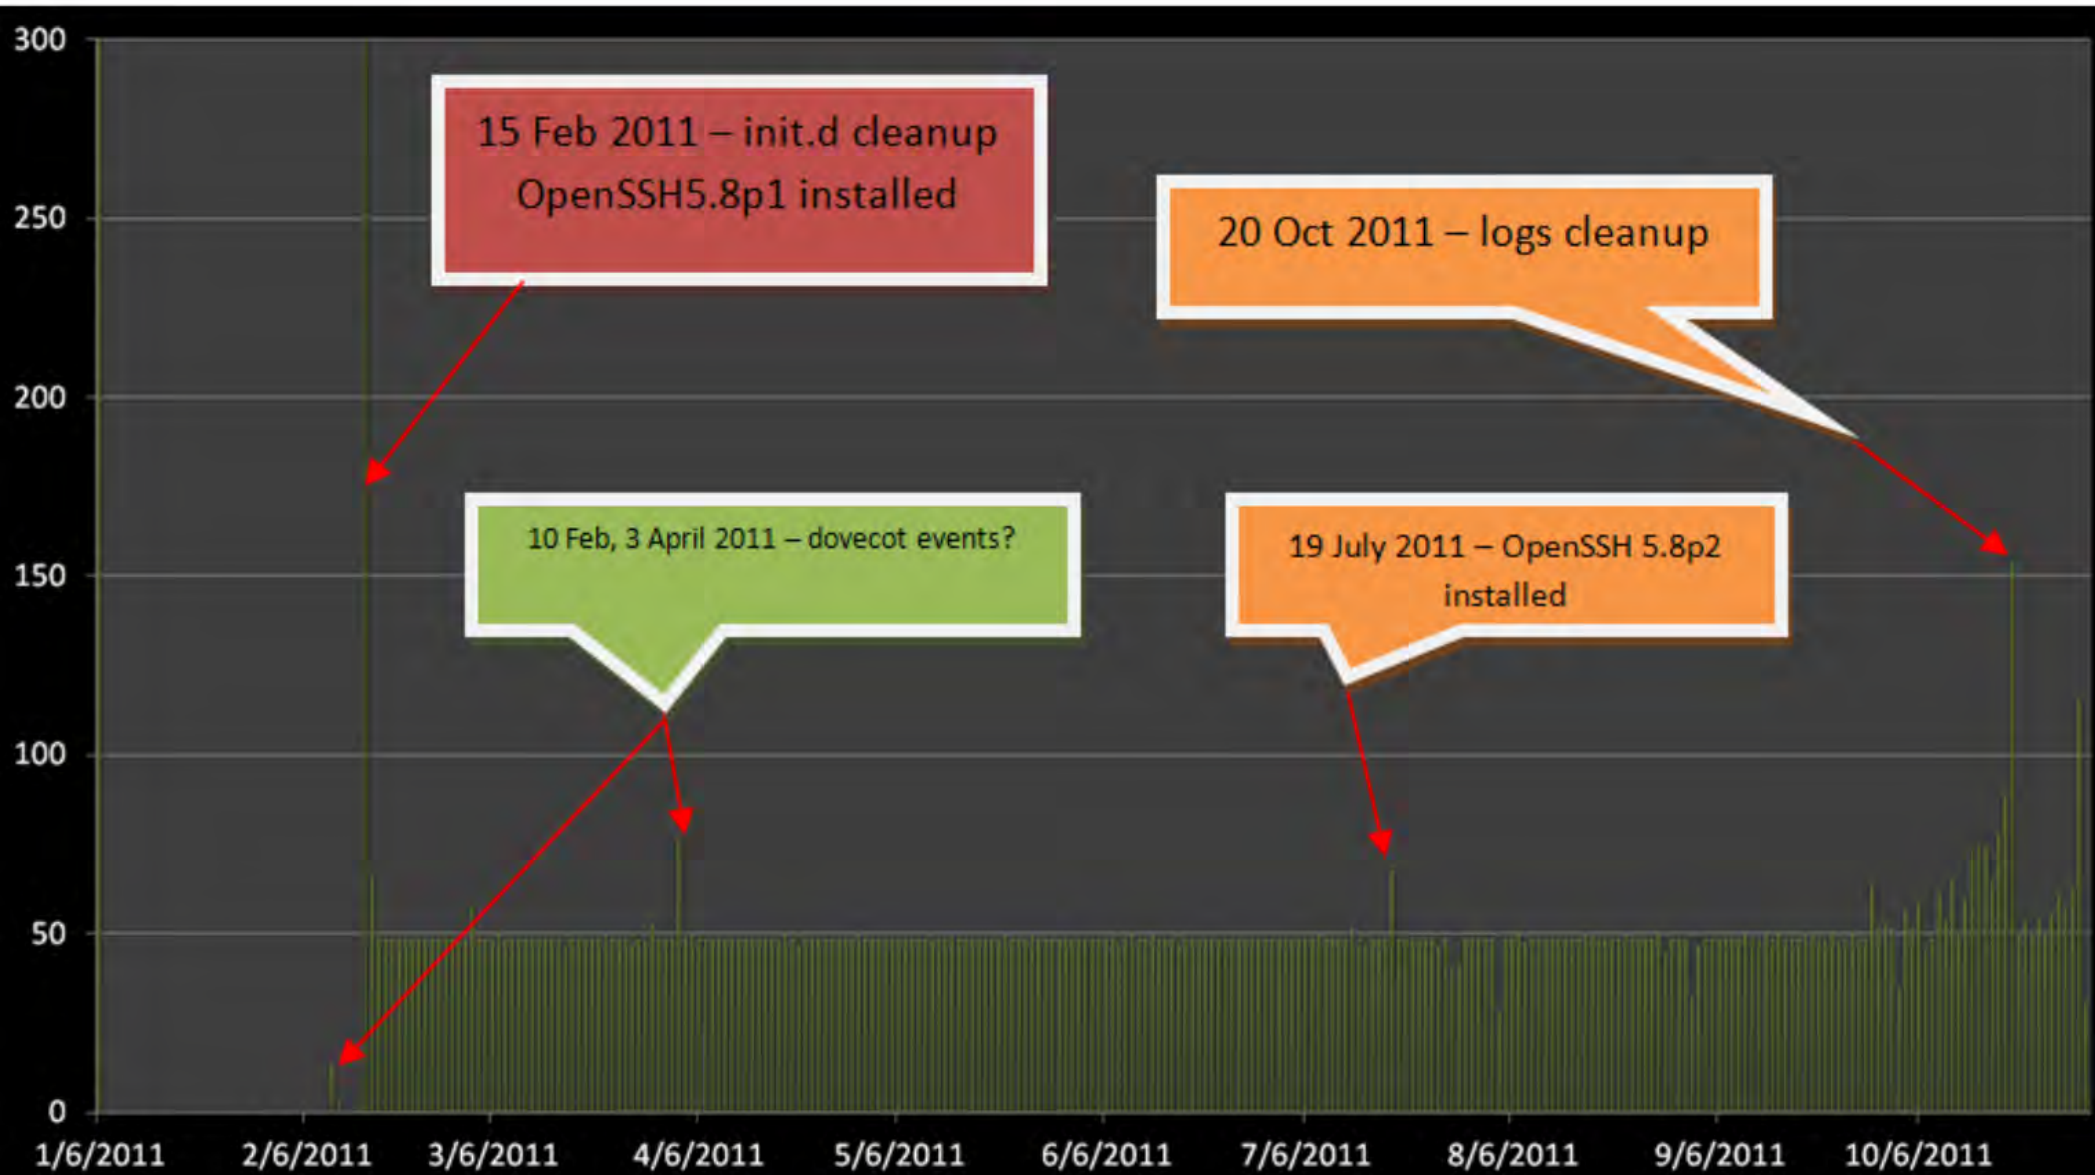 300
250
200
150
100
50
0
15 Feb 2011 – init.d cleanup
OpenSSH5.8p1 installed
20 Oct 2011 – logs cleanup
10 Feb, 3 April 2011 – dovecot events?
19 July 2011 – OpenSSH 5.8p2
installed
1/6/2011 2/6/2011 3/6/2011 4/6/2011 5/6/2011 6/6/2011 7/6/2011 8/6/2011 9/6/2011 10/6/2011